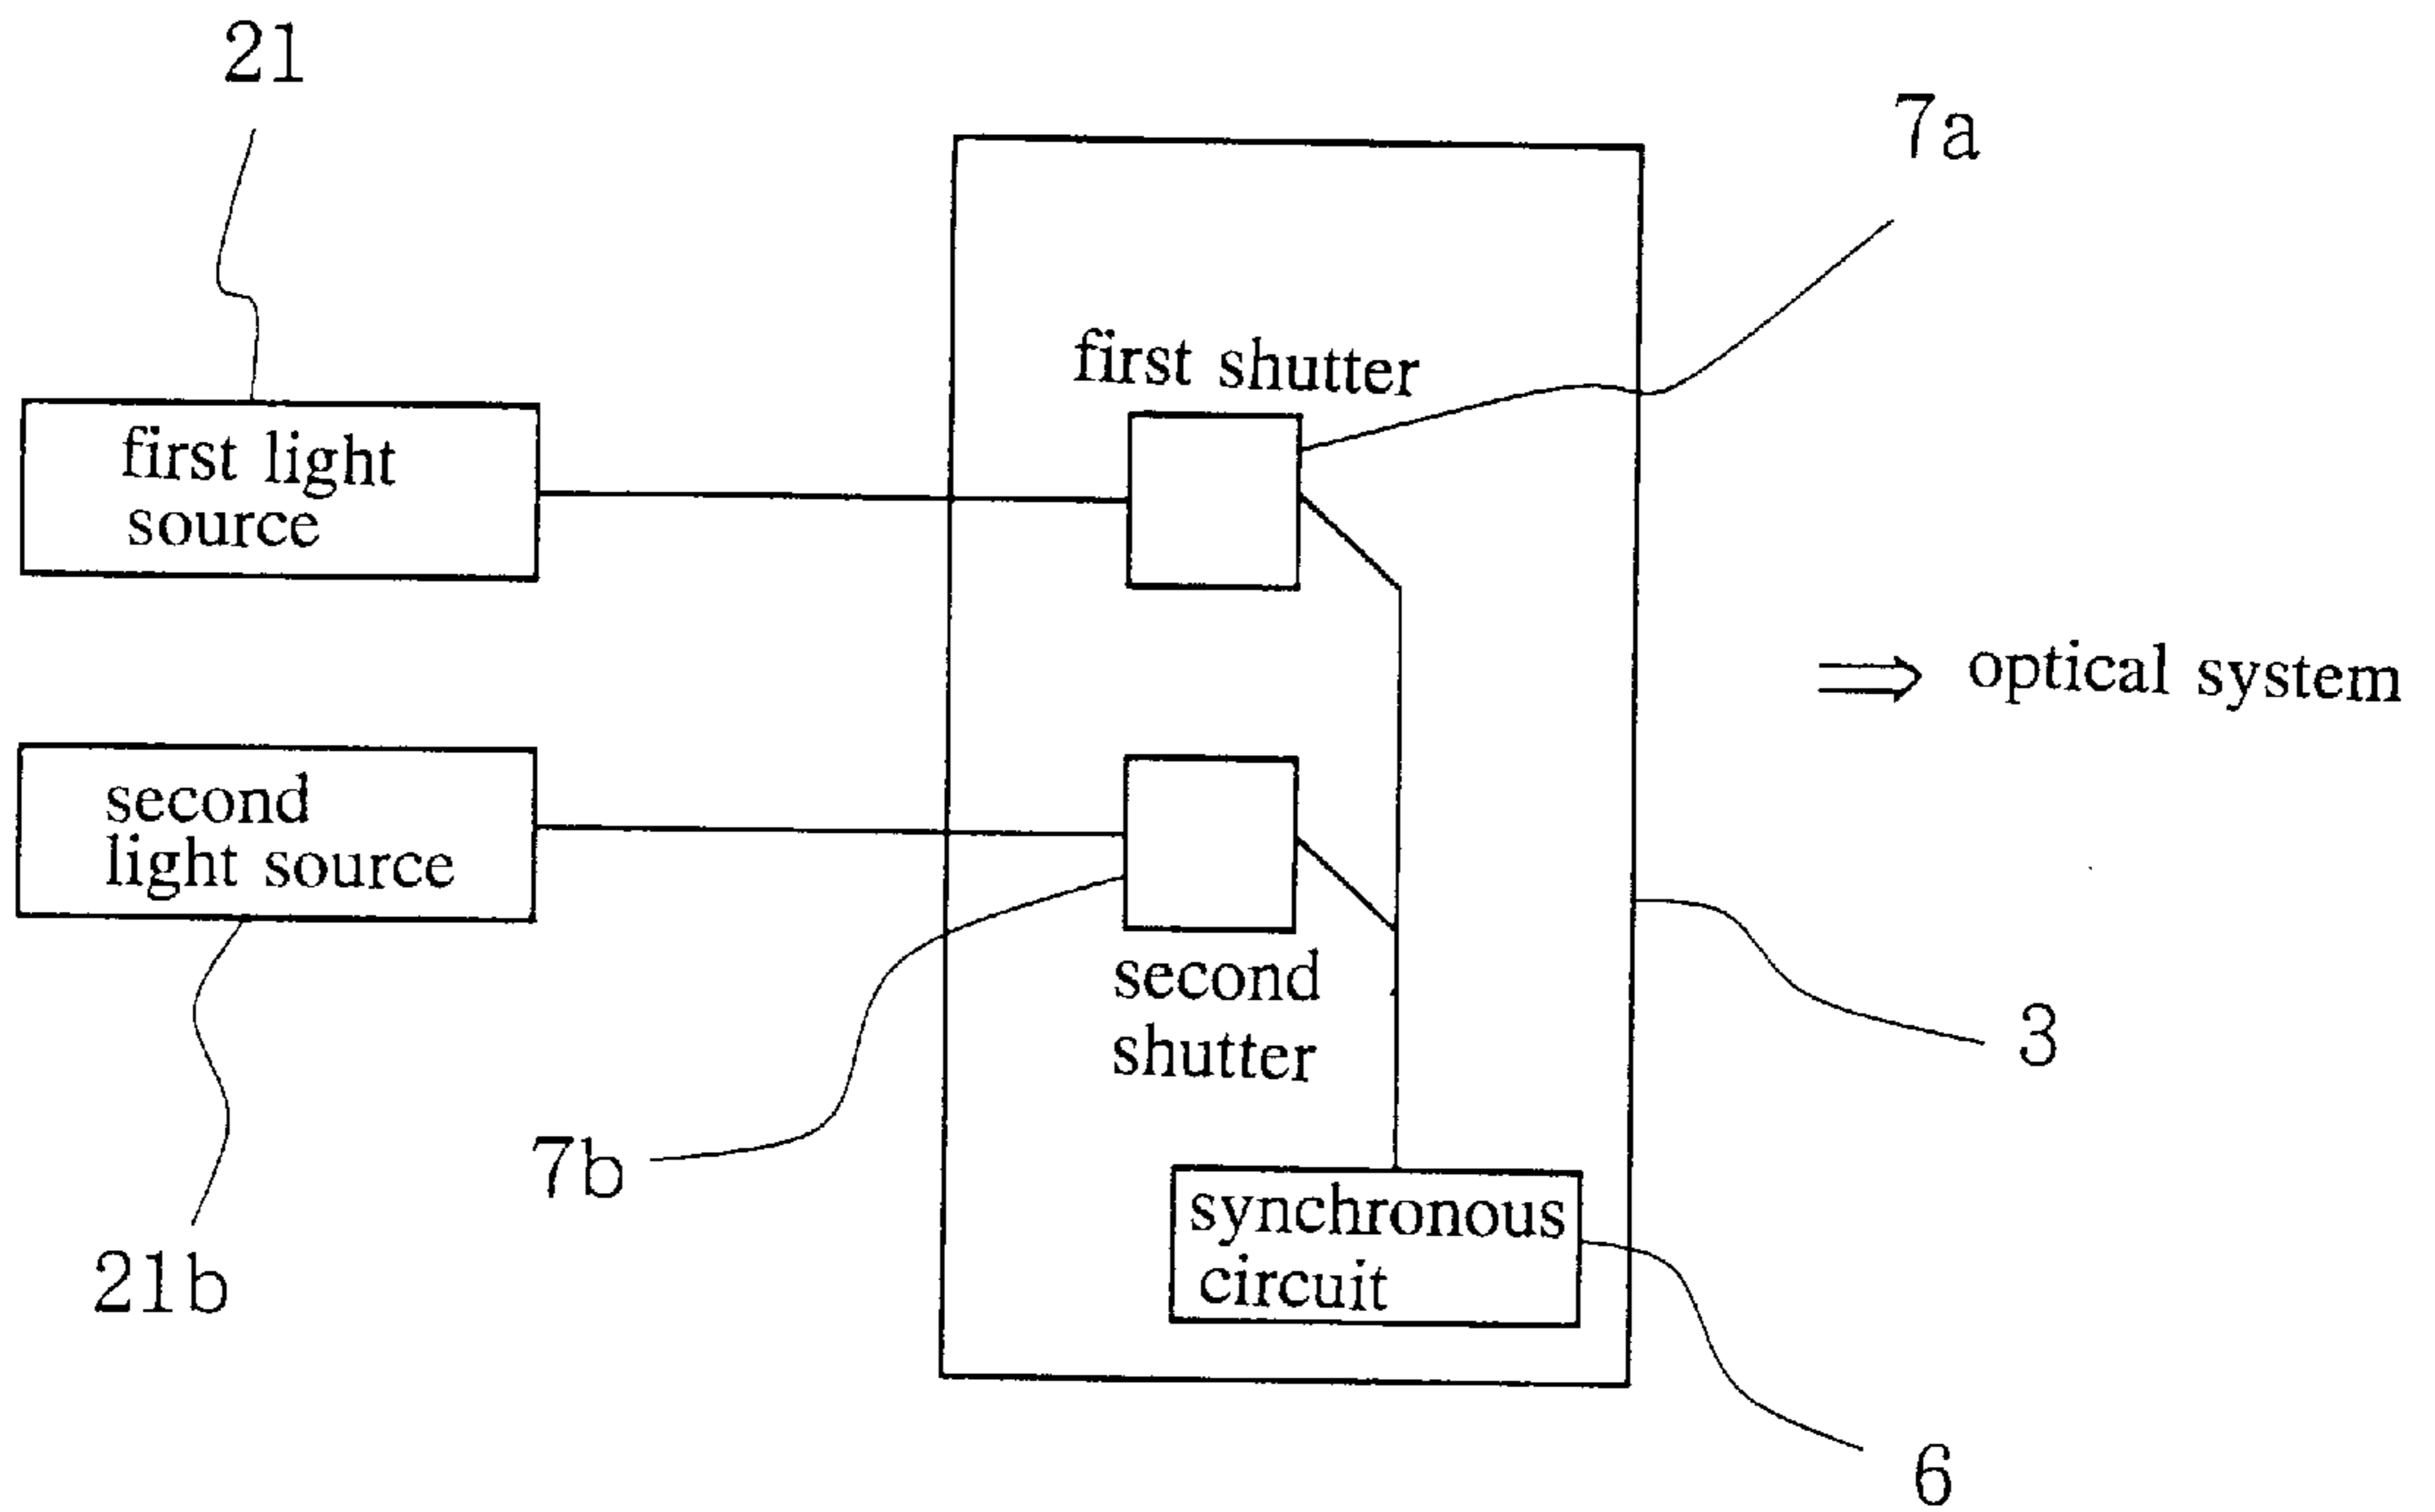 21
7a
first shutter
first light
source
optical system
second
light source
second
shutter
3
7b
synchronous
circuit
21b
6